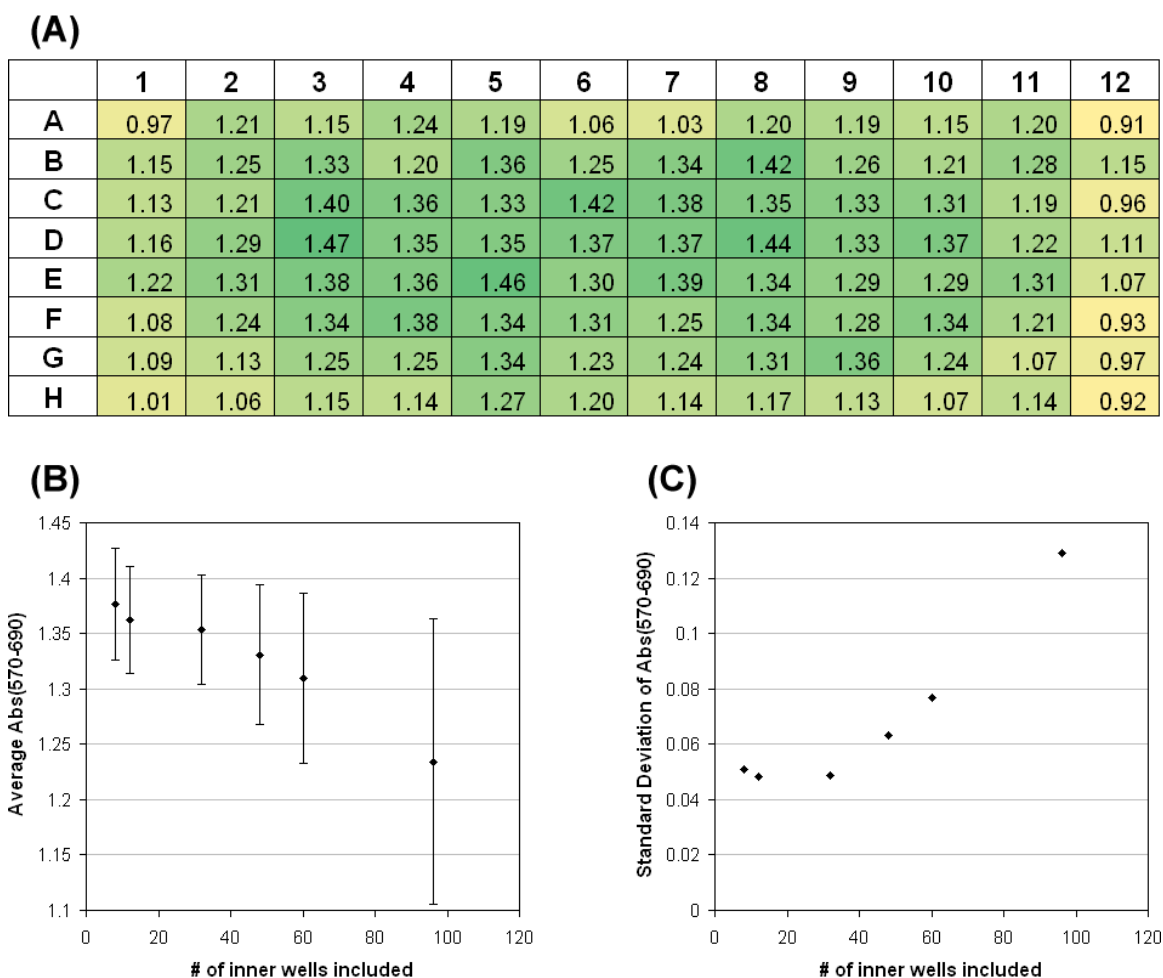 (A)
1 2 3 4 5 6 7 8 9 10 11 12
A 0.97 1.21 1.15 1.24 1.19 1.06 1.03 1.20 1.19 1.15 1.20 0.91
B 1.15 1.25 1.33 1.20 1.36 1.25 1.34 1.42 1.26 1.21 1.28 1.15
C 1.13 1.21 1.40 1.36 1.33 1.42 1.38 1.35 1.33 1.31 1.19 0.96
D 1.16 1.29 1.47 1.35 1.35 1.37 1.37 1.44 1.33 1.37 1.22 1.11
E 1.22 1.31 1.38 1.36 1.46 1.30 1.39 1.34 1.29 1.29 1.31 1.07
F 1.08 1.24 1.34 1.38 1.34 1.31 1.25 1.34 1.28 1.34 1.21 0.93
G 1.09 1.13 1.25 1.25 1.34 1.23 1.24 1.31 1.36 1.24 1.07 0.97
H 1.01 1.06 1.15 1.14 1.27 1.20 1.14 1.17 1.13 1.07 1.14 0.92
(B)
Average Abs(570-690)
1.45
1.4
1.35
1.3
1.25
1.2
1.15
1.1
0 20 40 60 80 100 120
# of inner wells included
(C)
Standard Deviation of Abs(570-690)
0.14
0.12
0.1
0.08
0.06
0.04
0.02
0
0 20 40 60 80 100 120
# of inner wells included